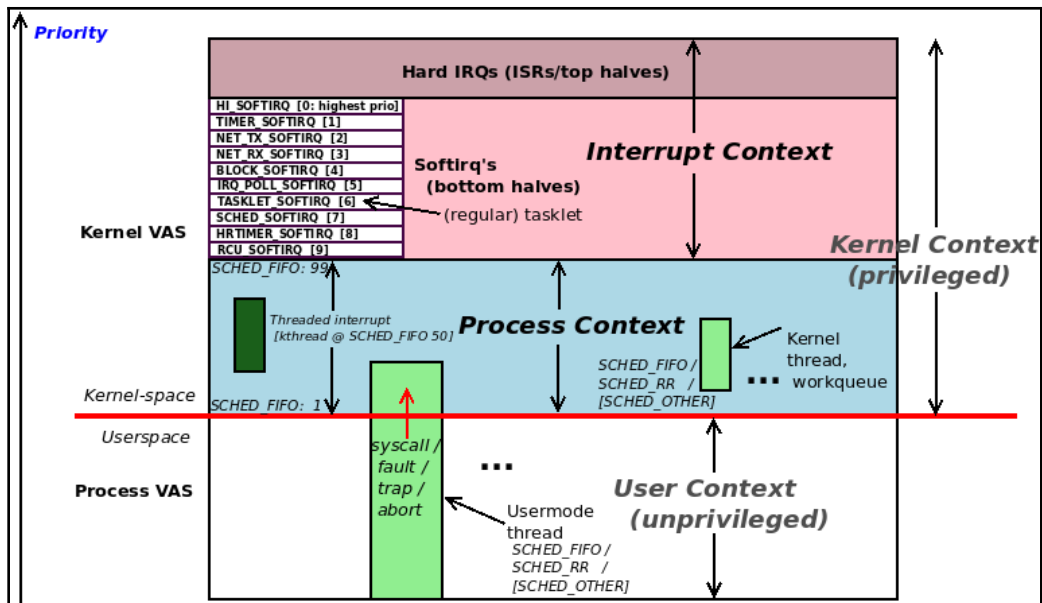 Priority
Hard IRQs (ISRs/top halves)
HI_SOFTIRQ [0: highest prio]
TIMER_SOFTIRQ [1]
NET_TX_SOFTIRQ [2]
NET_RX_SOFTIRQ [3]
BLOCK_SOFTIRQ [4]
IRQ_POLL_SOFTIRQ [5]
TASKLET_SOFTIRQ [6]
SCHED_SOFTIRQ [7]
HRTIMER_SOFTIRQ [8]
RCU_SOFTIRQ [9]
Softirq's
(bottom halves)
(regular) tasklet
Interrupt Context
Kernel VAS
Kernel Context
(privileged)
SCHED_FIFO: 99
Threaded interrupt
[kthread @ SCHED_FIFO 50]
Process Context
Kernel
thread,
workqueue
...
SCHED_FIFO /
SCHED_RR /
[SCHED_OTHER]
SCHED_FIFO: 1
Kernel-space
Userspace
Process VAS
syscall /
fault /
trap /
abort
...
Usermode
thread
SCHED_FIFO /
SCHED_RR /
[SCHED_OTHER]
User Context
(unprivileged)